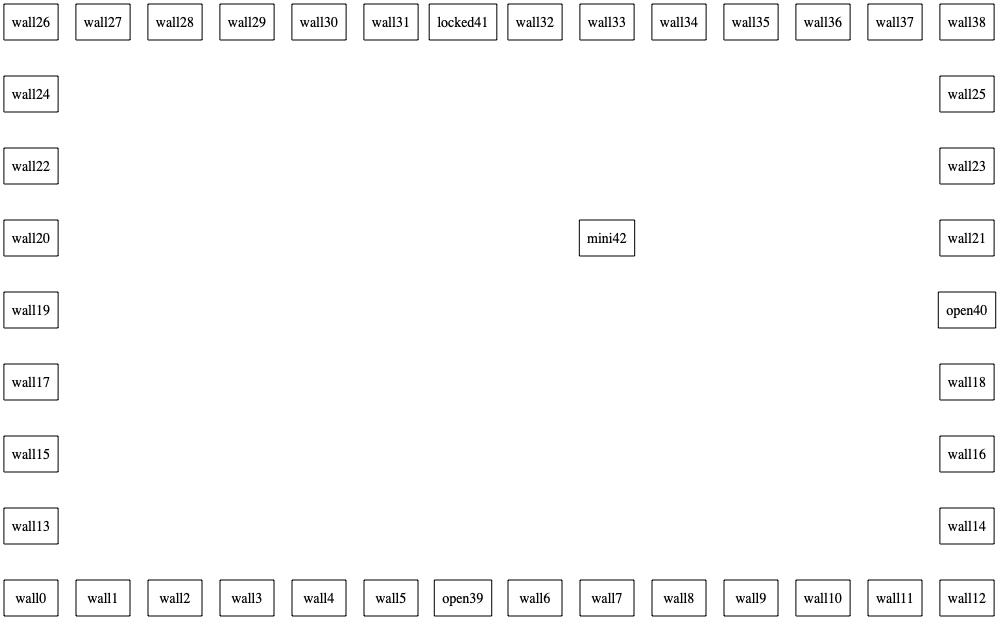 wall26 wall27 wall28 wall29 wall30 wall31 locked41 wall32 wall33 wall34 wall35 wall36 wall37 wall38
wall24 wall25
wall22 wall23
wall20 mini42 wall21
wall19 open40
wall17 wall18
wall15 wall16
wall13 wall14
wall0 wall1 wall2 wall3 wall4 wall5 open39 wall6 wall7 wall8 wall9 wall10 wall11 wall12